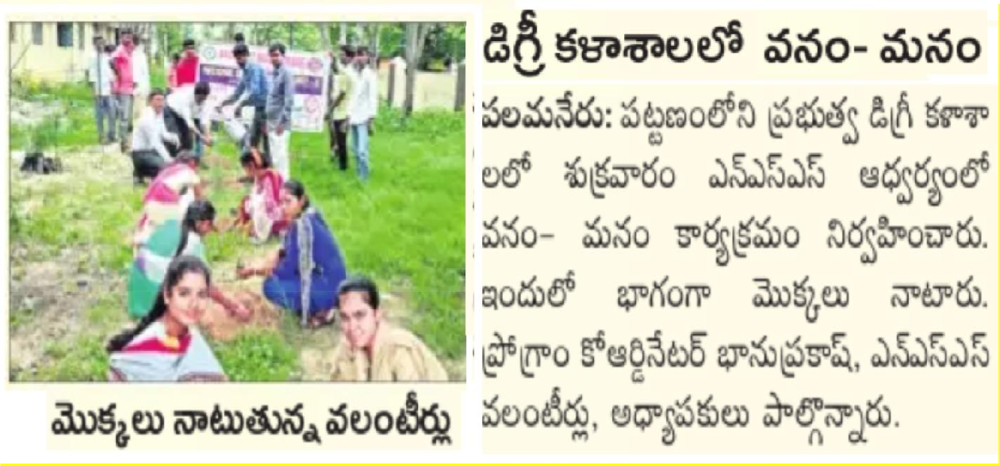 డిగ్రీ కళాశాలలో వనం- మనం
పలమనేరు: పట్టణంలోని ప్రభుత్వ డిగ్రీ కళాశా
లలో శుక్రవారం ఎన్ఎస్ఎస్ ఆధ్వర్యంలో
వనం- మనం కార్యక్రమం నిర్వహించారు.
ఇందులో భాగంగా మొక్కలు నాటారు.
ప్రోగ్రాం కోఆర్డినేటర్ భానుప్రకాష్, ఎన్ఎస్ఎస్
వలంటీర్లు, అధ్యాపకులు పాల్గొన్నారు.
మొక్కలు నాటుతున్న వలంటీర్లు